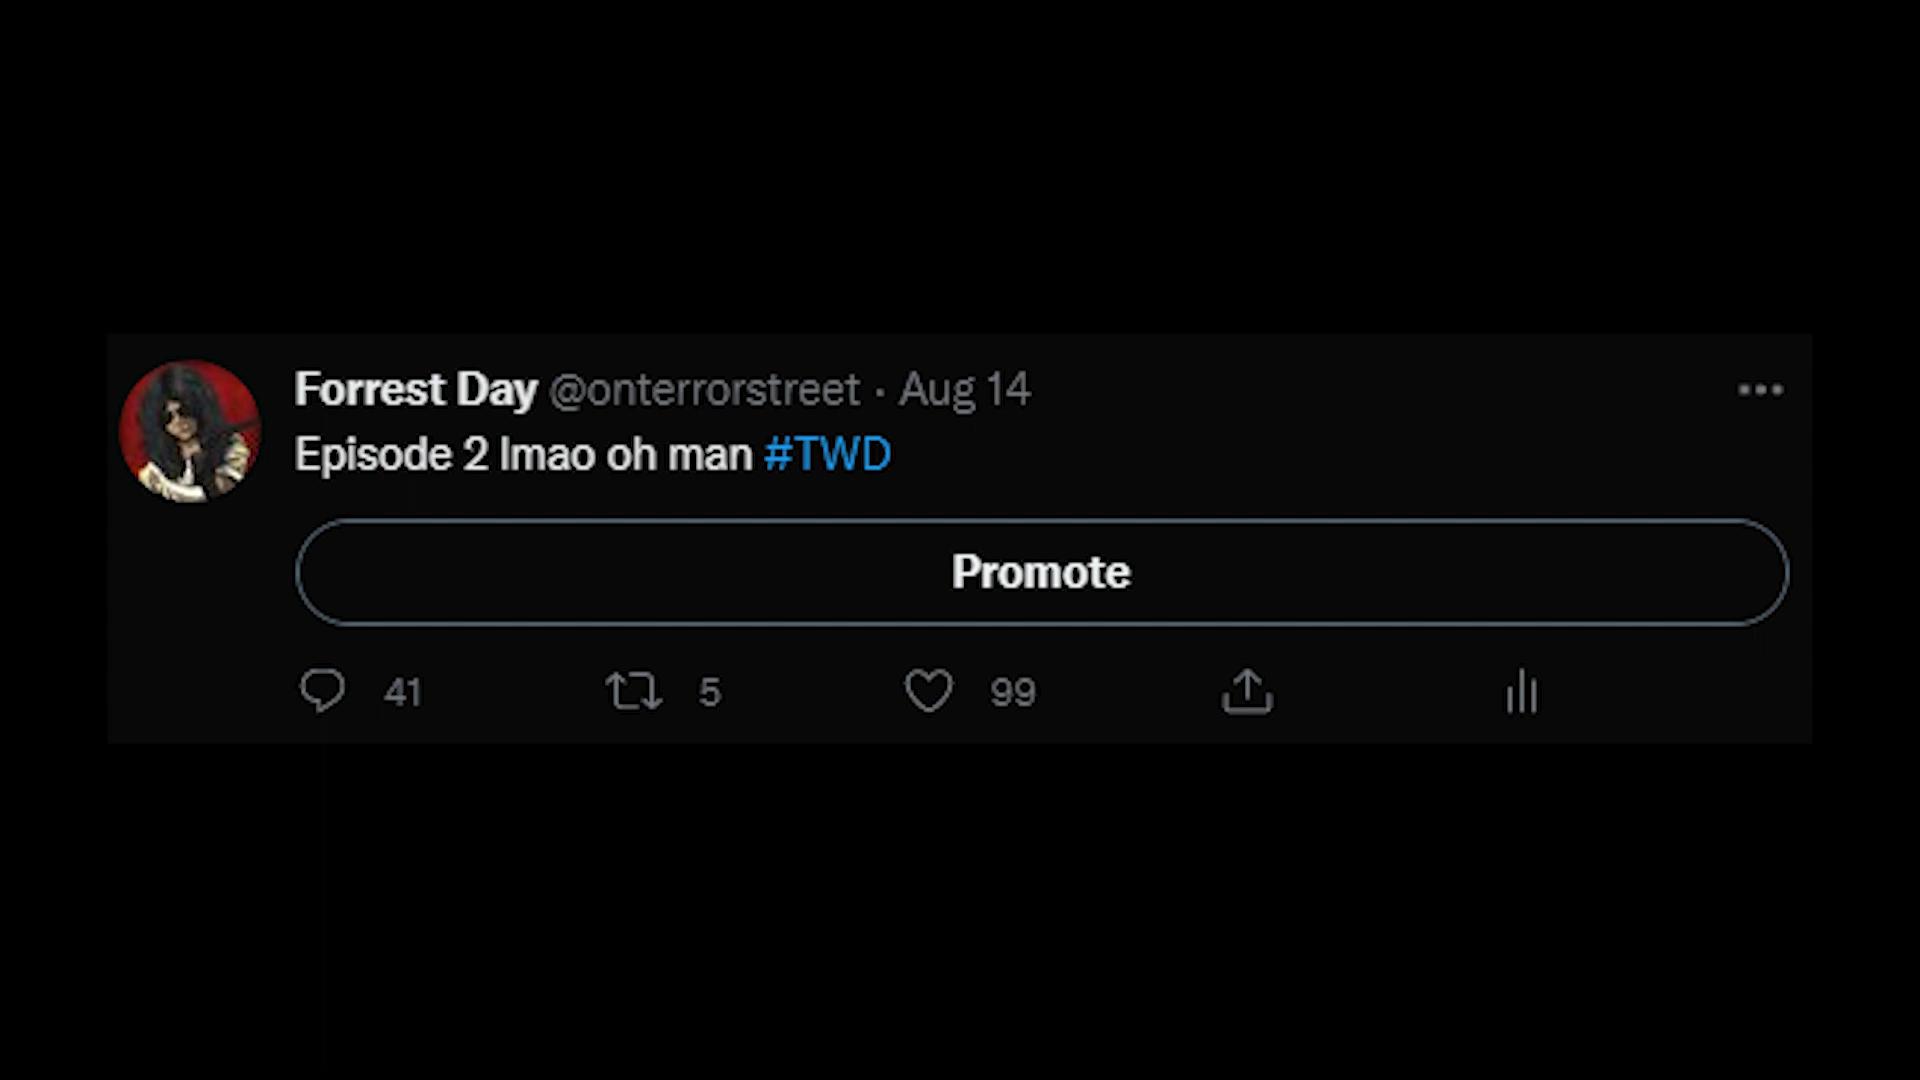 Forrest Day @onterrorstreet · Aug 14
Episode 2 lmao oh man #TWD
Promote
41 5 99